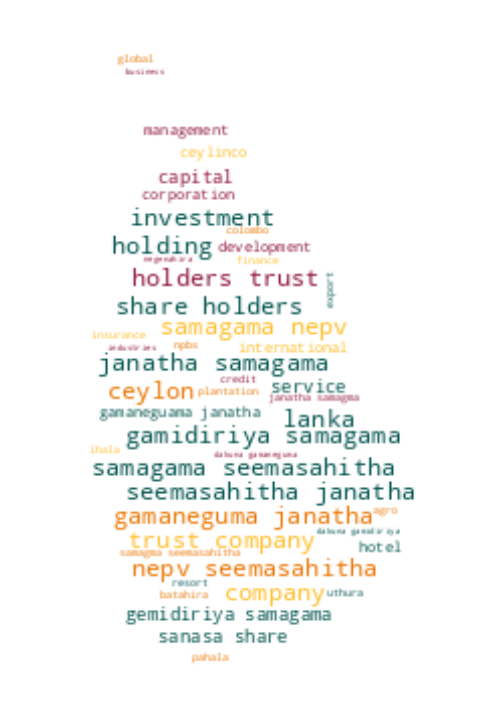 global
business
management
ceylinco
capital
corporation
investment
colombo
holding development
negenahira finance
holders trust
export
share holders
samagama nepv
insurance
industries npbs international
janatha samagama
credit service
ceylon plantation janatha samagma
gamaneguama janatha lanka
gamidiriya samagama
ihala dakuna gamaneguma
samagama seemasahitha
seemasahitha janatha
gamaneguma janatha agro
dakuna gamidiriya
trust company hotel
samagma seemasahitha
nepv seemasahitha
resort
batahira company uthura
gemidiriya samagama
sanasa share
pahala